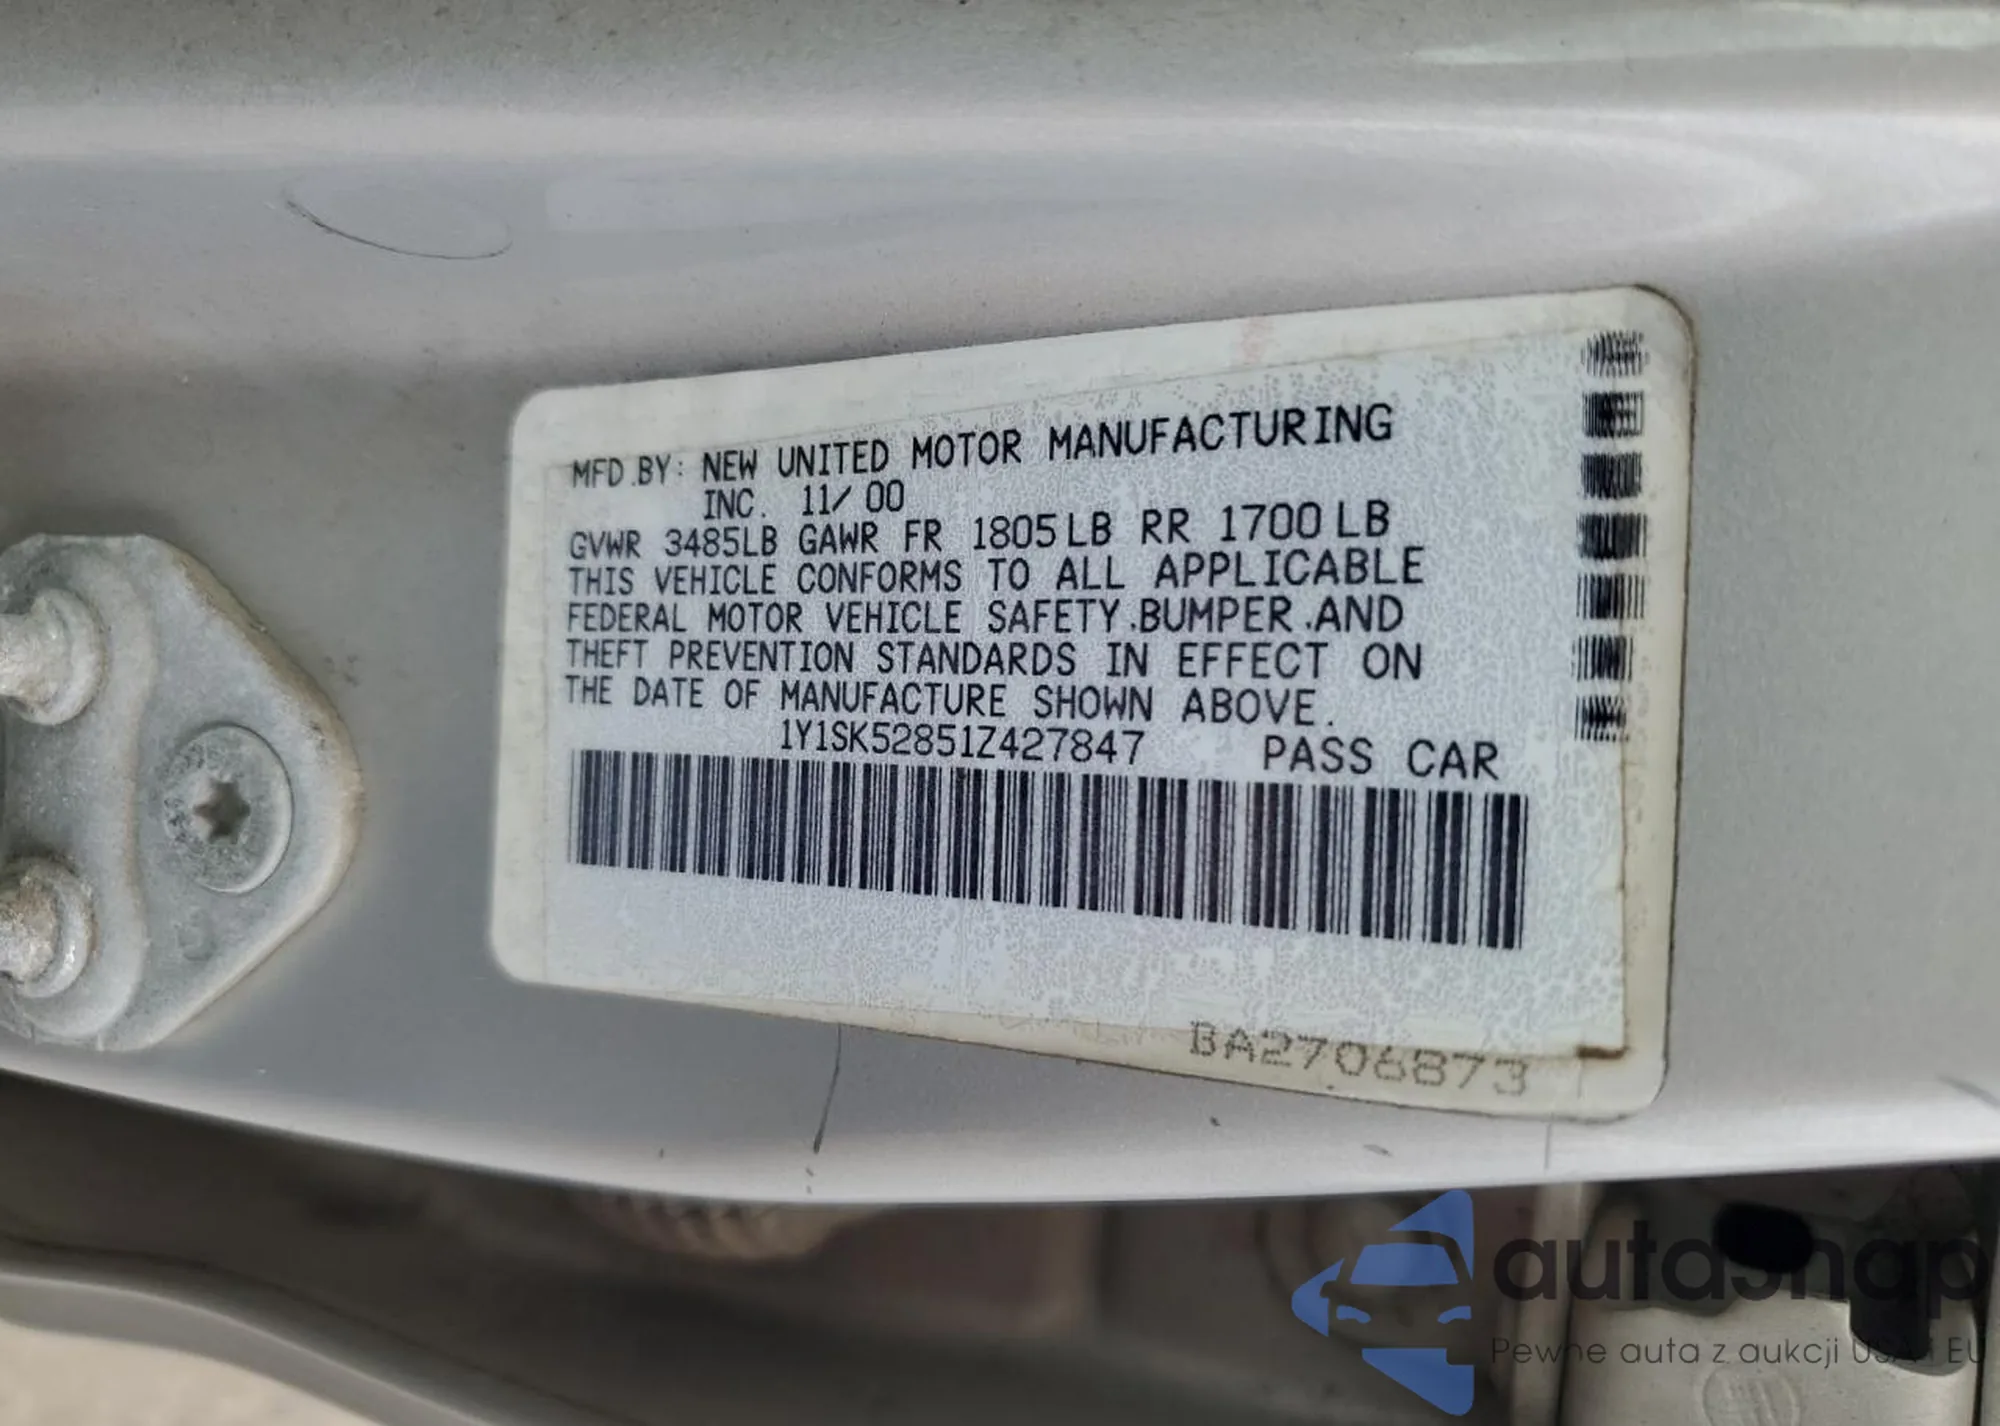 MFD.BY: NEW UNITED MOTOR MANUFACTURING
INC. 11/00
GVWR 3485LB GAWR FR 1805LB RR 1700LB
THIS VEHICLE CONFORMS TO ALL APPLICABLE
FEDERAL MOTOR VEHICLE SAFETY.BUMPER.AND
THEFT PREVENTION STANDARDS IN EFFECT ON
THE DATE OF MANUFACTURE SHOWN ABOVE.
1Y1SK52851Z427847 PASS CAR
BA2706873
autasnap
Pewne auta z aukcji USA i EU